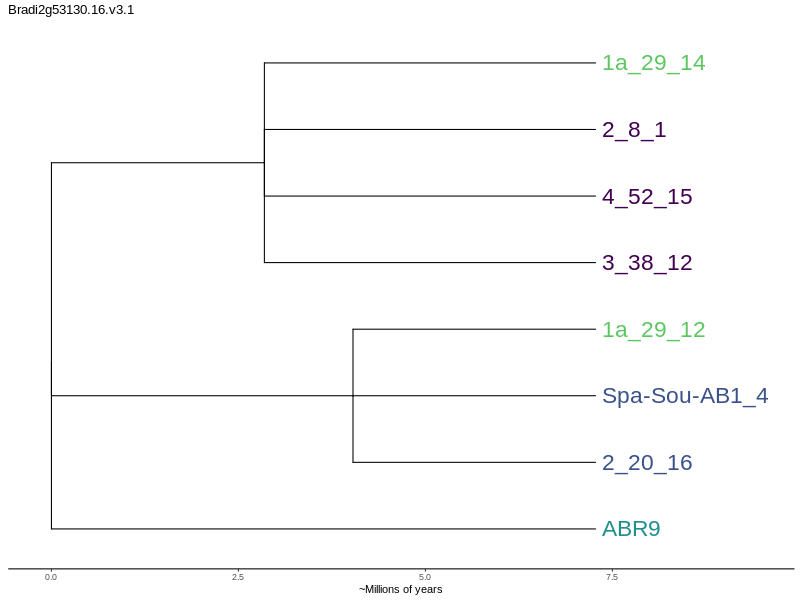 Bradi2g53130.16.v3.1
1a_29_14
2_8_1
4_52_15
3_38_12
1a_29_12
Spa-Sou-AB1_4
2_20_16
ABR9
0.0 2.5 5.0 7.5
~Millions of years